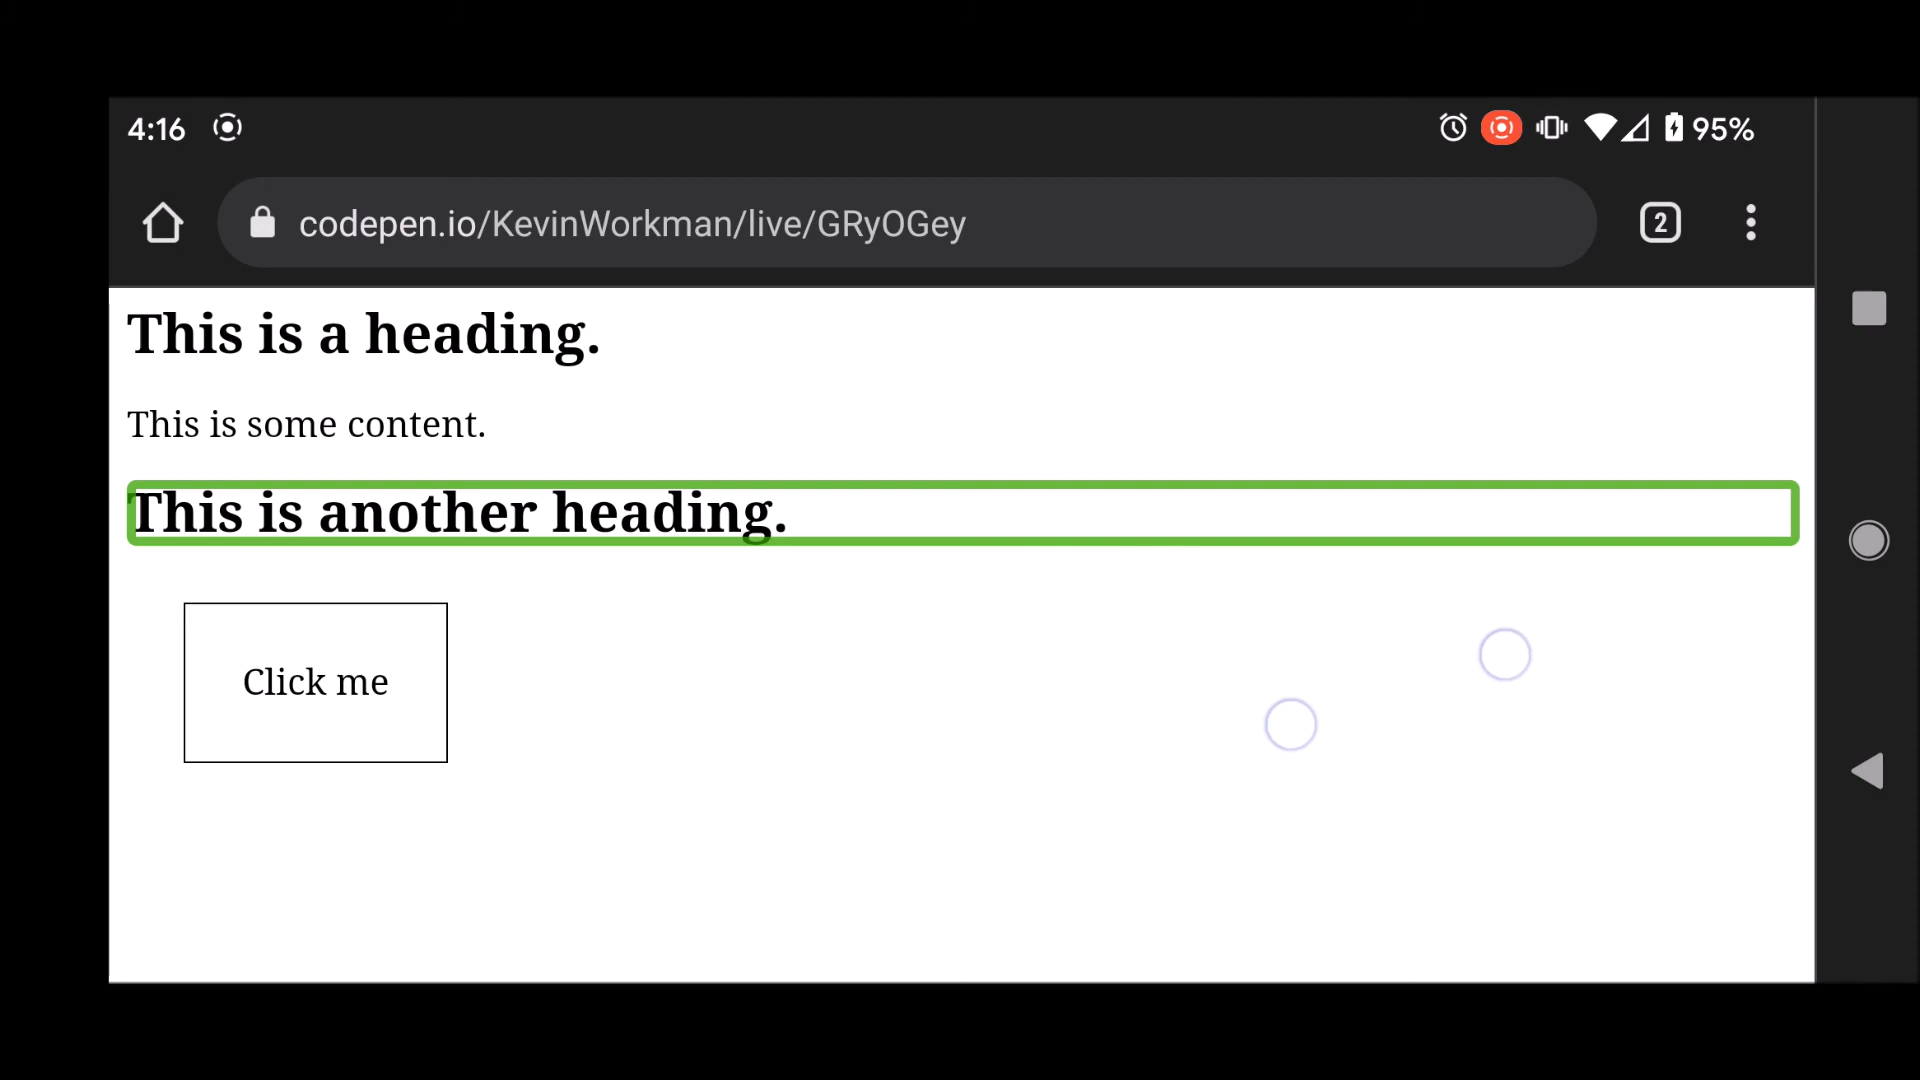 4:16
95%
codepen.io/KevinWorkman/live/GRyOGey
2
This is a heading.
This is some content.
This is another heading.
Click me